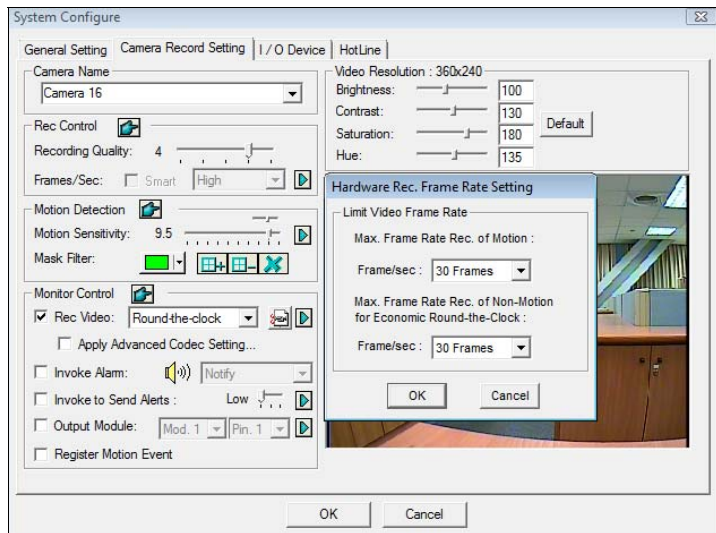 System Configure
General Setting
Camera Record Setting
I / O Device
HotLine
Camera Name
Camera 16
Rec Control
Recording Quality: 4
Frames/Sec: Smart High
Motion Detection
Motion Sensitivity: 9.5
Mask Filter:
Monitor Control
Rec Video: Round-the-clock
Apply Advanced Codec Setting...
Invoke Alarm: Notify
Invoke to Send Alerts : Low
Output Module: Mod. 1 Pin. 1
Register Motion Event
Video Resolution : 360x240
Brightness: 100
Contrast: 130
Saturation: 180
Hue: 135
Default
Hardware Rec. Frame Rate Setting
Limit Video Frame Rate
Max. Frame Rate Rec. of Motion :
Frame/sec : 30 Frames
Max. Frame Rate Rec. of Non-Motion
for Economic Round-the-Clock :
Frame/sec : 30 Frames
OK Cancel
OK Cancel